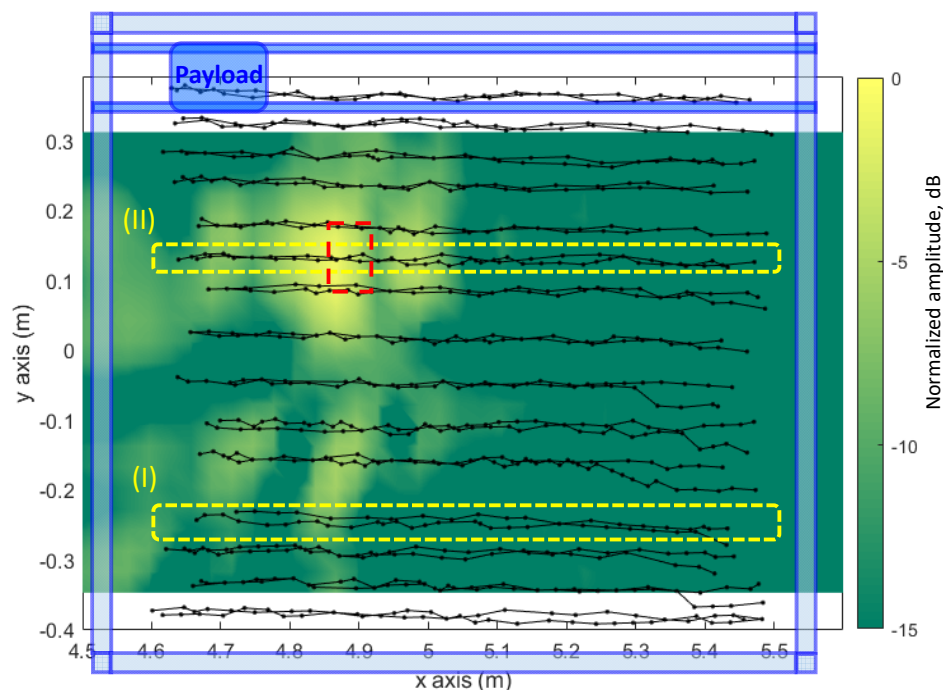 Payload
0.3
0.2
0.1
0
-0.1
-0.2
-0.3
-0.4
y axis (m)
(II)
(I)
4.5 4.6 4.7 4.8 4.9 5 5.1 5.2 5.3 5.4 5.5
x axis (m)
0
-5
-10
-15
Normalized amplitude, dB